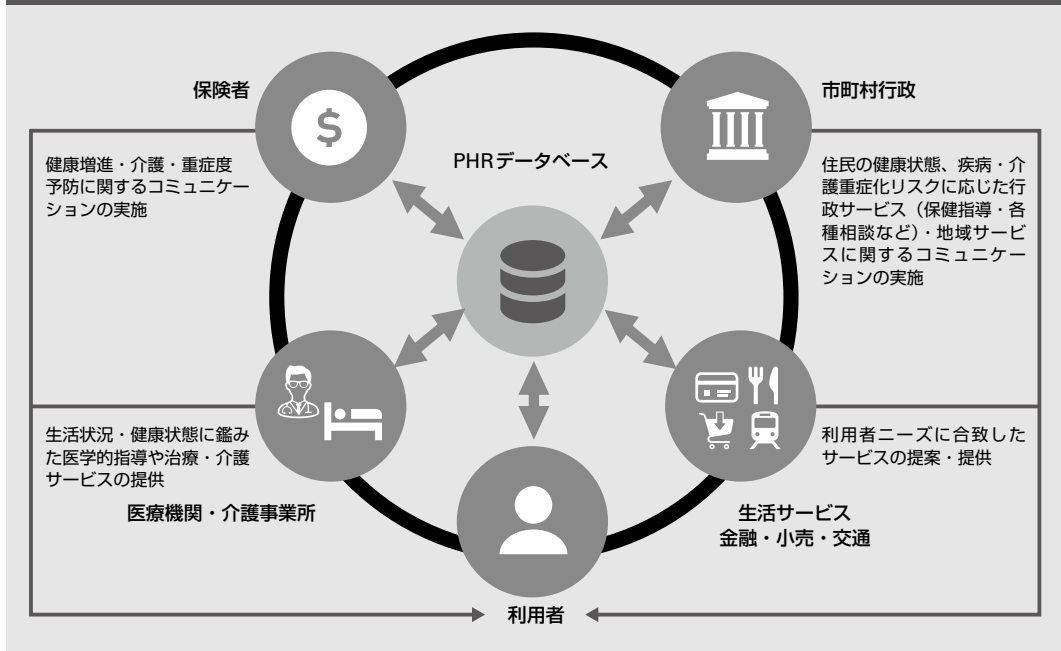 保険者
健康増進・介護・重症度
予防に関するコミュニケー
ションの実施
PHRデータベース
市町村行政
住民の健康状態、疾病・介
護重症化リスクに応じた行
政サービス（保健指導・各
種相談など）・地域サービ
スに関するコミュニケー
ションの実施
$
生活状況・健康状態に鑑み
た医学的指導や治療・介護
サービスの提供
医療機関・介護事業所
利用者ニーズに合致した
サービスの提案・提供
生活サービス
金融・小売・交通
利用者